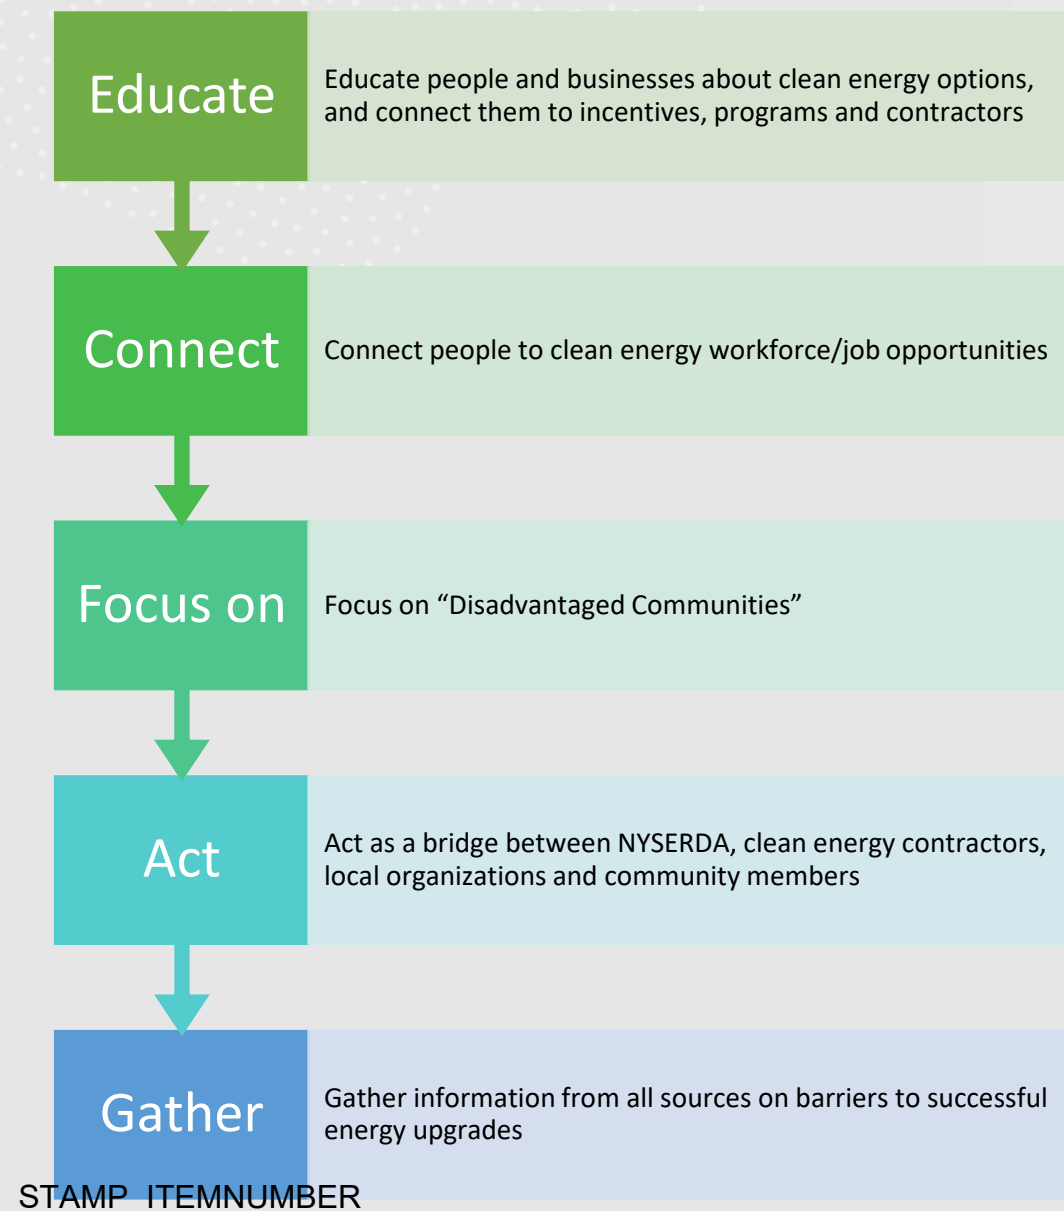 Educate
Educate people and businesses about clean energy options,
and connect them to incentives, programs and contractors
Connect
Connect people to clean energy workforce/job opportunities
Focus on
Focus on “Disadvantaged Communities”
Act
Act as a bridge between NYSERDA, clean energy contractors,
local organizations and community members
Gather
Gather information from all sources on barriers to successful
energy upgrades
STAMP_ITEMNUMBER